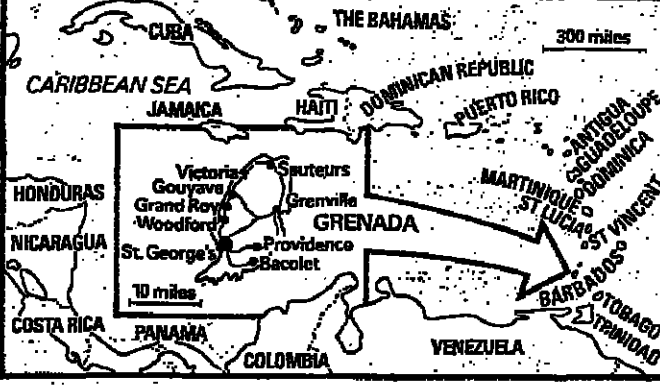 THE BAHAMAS
CUBA
300 miles
CARIBBEAN SEA
DOMINICAN REPUBLIC
JAMAICA
HAITI
PUERTO RICO
ANTIGUA
GUADELOUPE
DOMINICA
MARTINIQUE
ST LUCIA
ST VINCENT
BARBADOS
TOBAGO
TRINIDAD
Victoria
Sauteurs
Gouyave
Grand Roy
Grenville
Woodford
GRENADA
St. George's
Providence
Bacolet
10 miles
HONDURAS
NICARAGUA
COSTA RICA
PANAMA
COLOMBIA
VENEZUELA